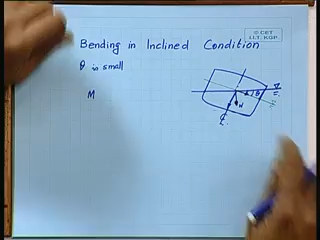 © CET
I.I.T. KGP
Bending in Inclined Condition
θ is small
M
θ
W